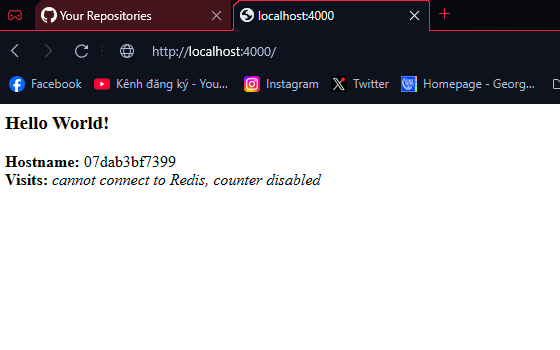 Your Repositories
localhost:4000
http://localhost:4000/
Facebook
Kênh đăng ký - You...
Instagram
Twitter
Homepage - Georg...
Hello World!
Hostname: 07dab3bf7399
Visits: cannot connect to Redis, counter disabled